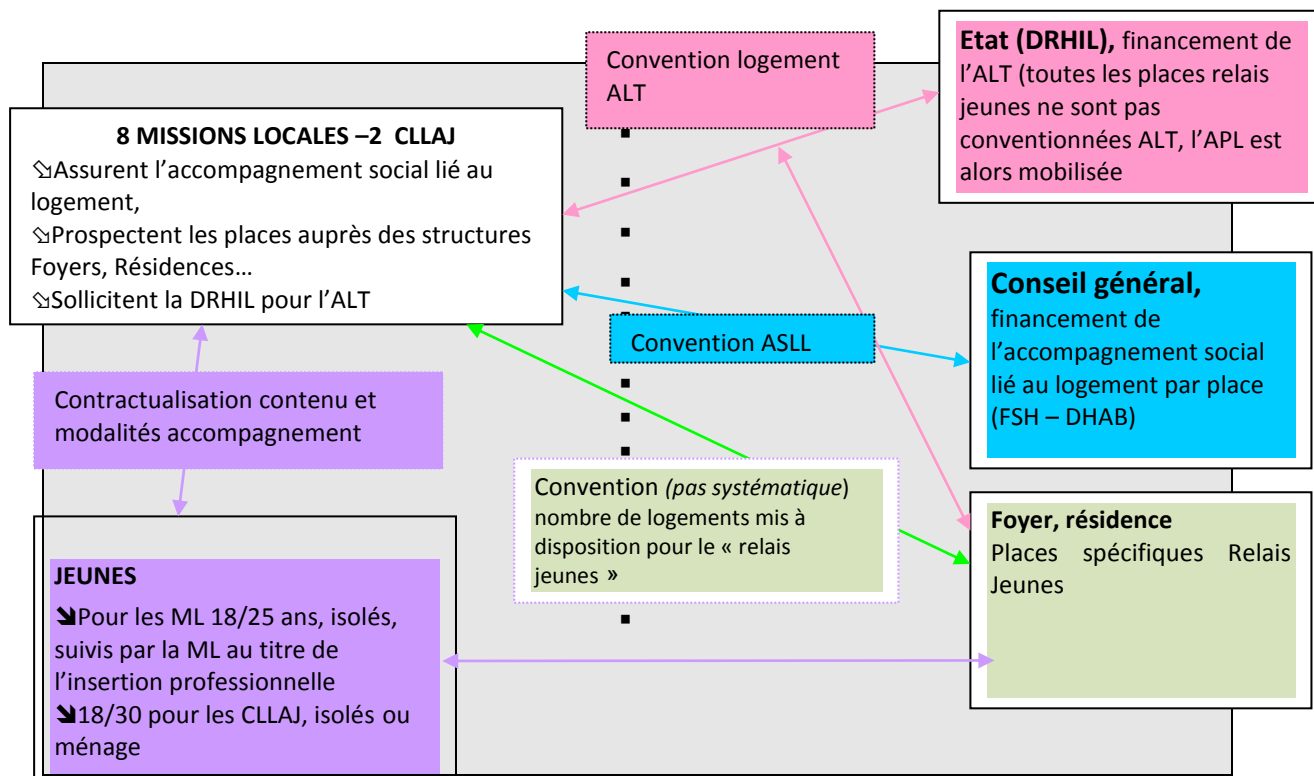 Convention logement
ALT
Etat (DRHIL), financement de
l’ALT (toutes les places relais
jeunes ne sont pas
conventionnées ALT, l’APL est
alors mobilisée
8 MISSIONS LOCALES –2 CLLAJ
⬂Assurent l’accompagnement social lié au
logement,
⬂Prospectent les places auprès des structures
Foyers, Résidences…
⬂Sollicitent la DRHIL pour l’ALT
Conseil général,
financement de
l’accompagnement social
lié au logement par place
(FSH – DHAB)
Convention ASLL
Contractualisation contenu et
modalités accompagnement
Convention (pas systématique)
nombre de logements mis à
disposition pour le « relais
jeunes »
Foyer, résidence
Places spécifiques Relais
Jeunes
JEUNES
⬊Pour les ML 18/25 ans, isolés,
suivis par la ML au titre de
l’insertion professionnelle
⬊18/30 pour les CLLAJ, isolés ou
ménage